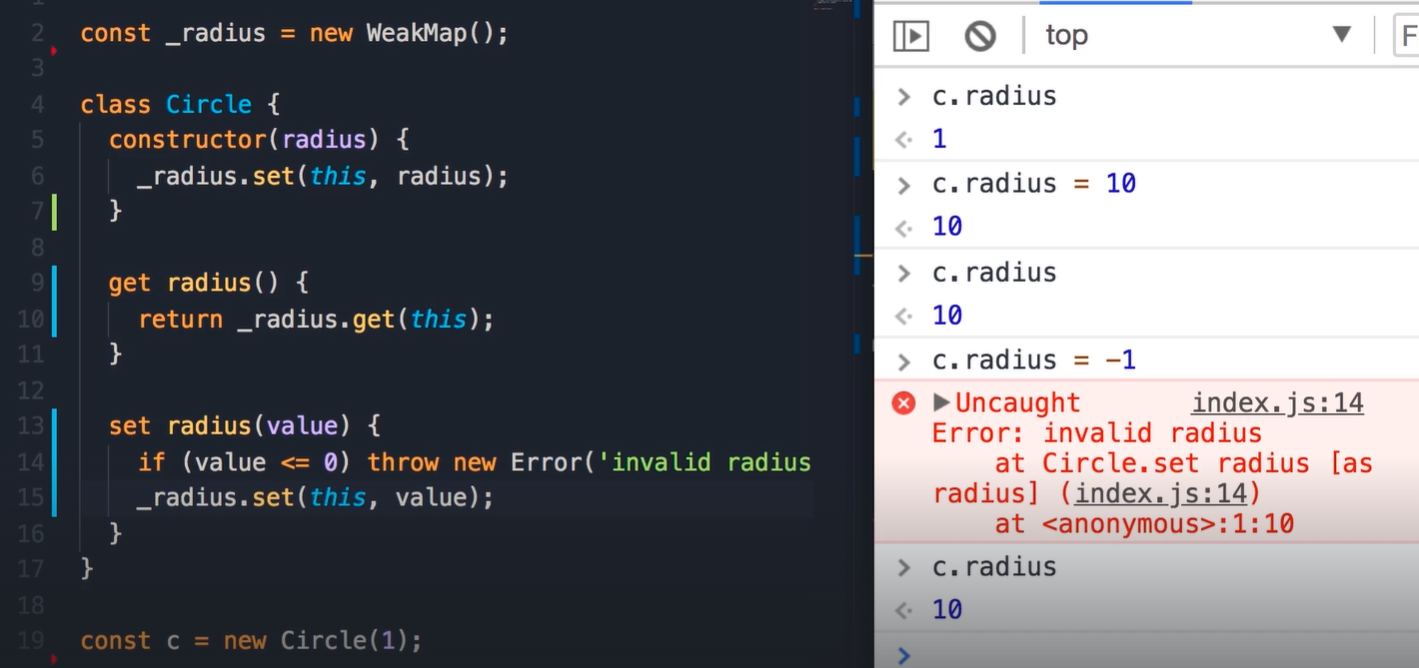 2 const _radius = new WeakMap();
3
4 class Circle {
5 constructor(radius) {
6 _radius.set(this, radius);
7 }
8
9 get radius() {
10 return _radius.get(this);
11 }
12
13 set radius(value) {
14 if (value <= 0) throw new Error('invalid radius
15 _radius.set(this, value);
16 }
17 }
18
19 const c = new Circle(1);
top
F
> c.radius
<· 1
> c.radius = 10
<· 10
> c.radius
<· 10
> c.radius = -1
▶Uncaught index.js:14
Error: invalid radius
at Circle.set radius [as
radius] (index.js:14)
at <anonymous>:1:10
> c.radius
<· 10
>